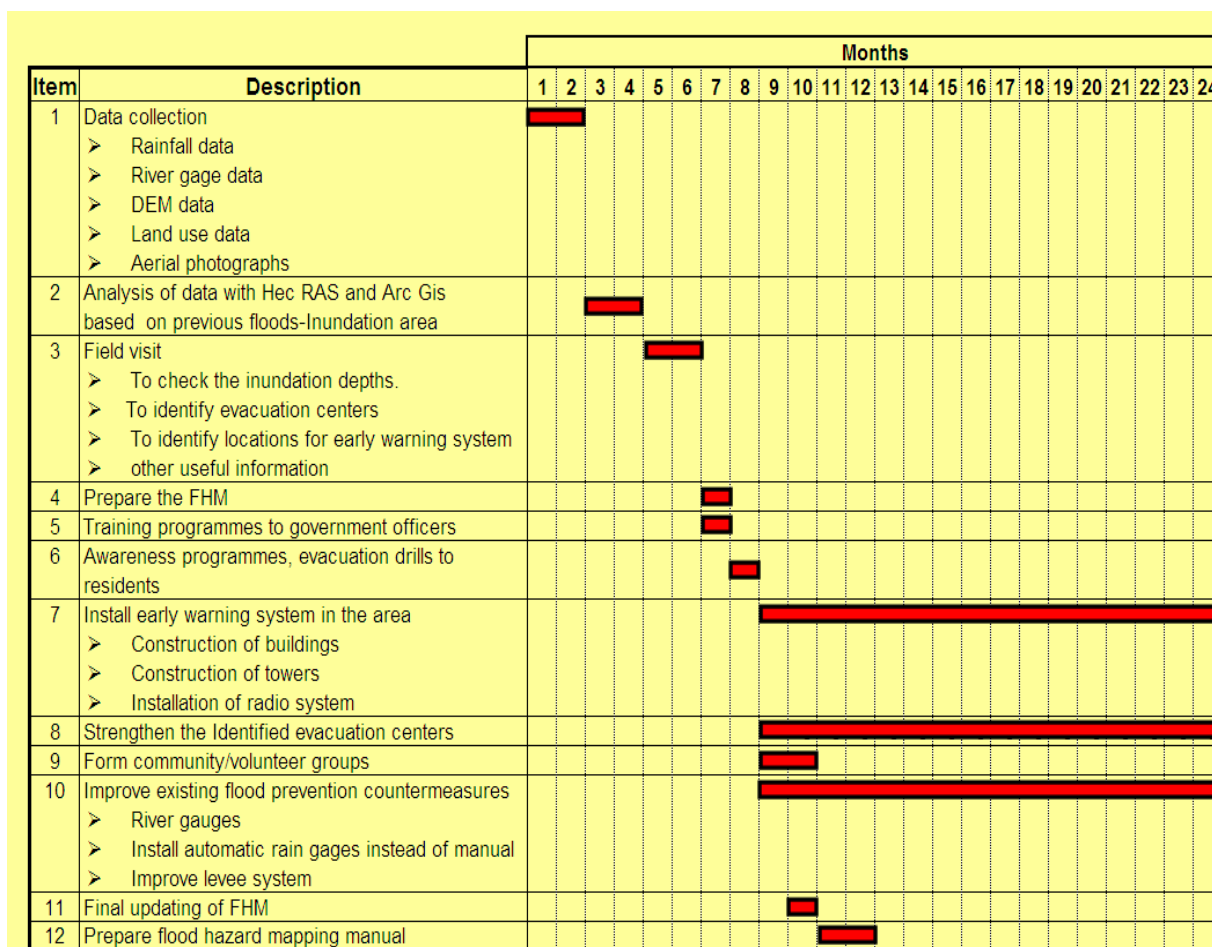 Months
Item Description 1 2 3 4 5 6 7 8 9 10 11 12 13 14 15 16 17 18 19 20 21 22 23 24
1 Data collection
➢ Rainfall data
➢ River gage data
➢ DEM data
➢ Land use data
➢ Aerial photographs
2 Analysis of data with Hec RAS and Arc Gis
based on previous floods-Inundation area
3 Field visit
➢ To check the inundation depths.
➢ To identify evacuation centers
➢ To identify locations for early warning system
➢ other useful information
4 Prepare the FHM
5 Training programmes to government officers
6 Awareness programmes, evacuation drills to
residents
7 Install early warning system in the area
➢ Construction of buildings
➢ Construction of towers
➢ Installation of radio system
8 Strengthen the Identified evacuation centers
9 Form community/volunteer groups
10 Improve existing flood prevention countermeasures
➢ River gauges
➢ Install automatic rain gages instead of manual
➢ Improve levee system
11 Final updating of FHM
12 Prepare flood hazard mapping manual